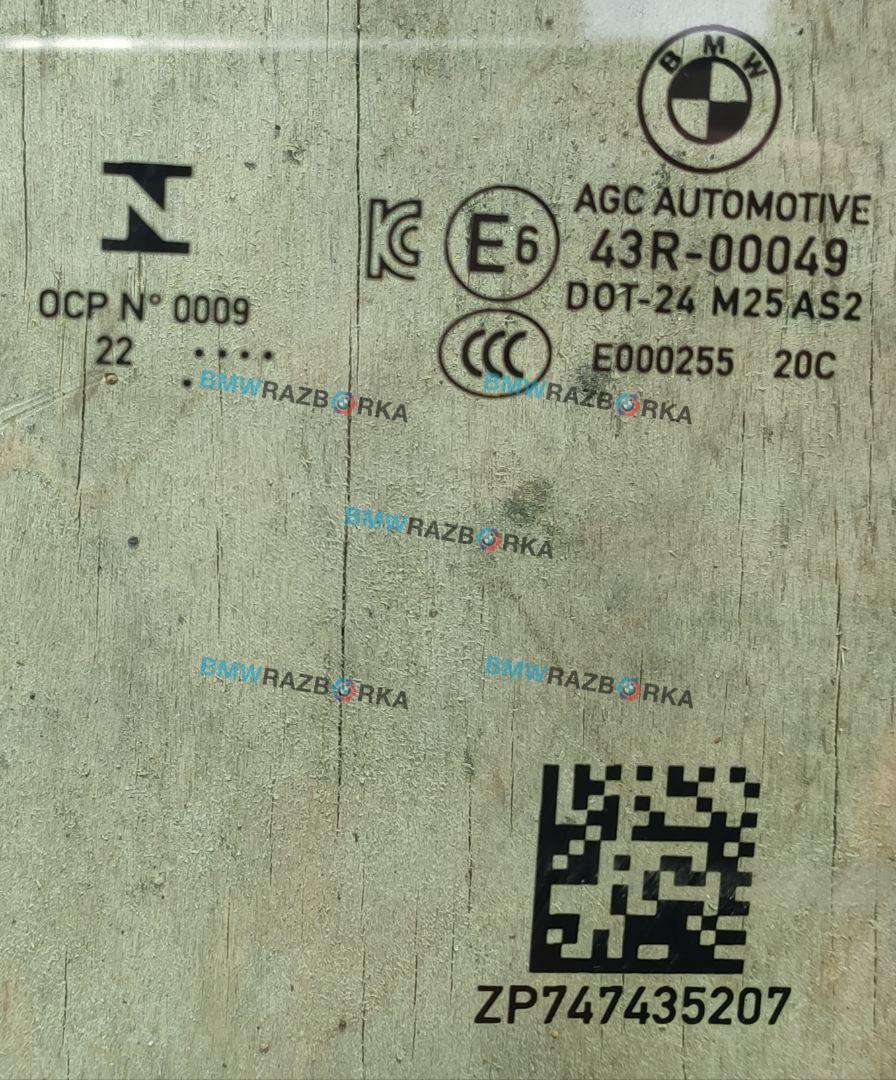 BMW
AGC AUTOMOTIVE
E6
43R-00049
DOT-24 M25 AS2
OCP N° 0009
22
CCC
E000255 20C
BMWRAZBORKA
BMWRAZBORKA
BMWRAZBORKA
BMWRAZBORKA
BMWRAZBORKA
ZP747435207